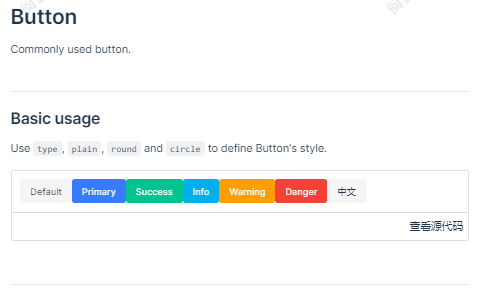 Button
Commonly used button.
Basic usage
Use type, plain, round and circle to define Button's style.
Default Primary Success Info Warning Danger 中文
查看源代码